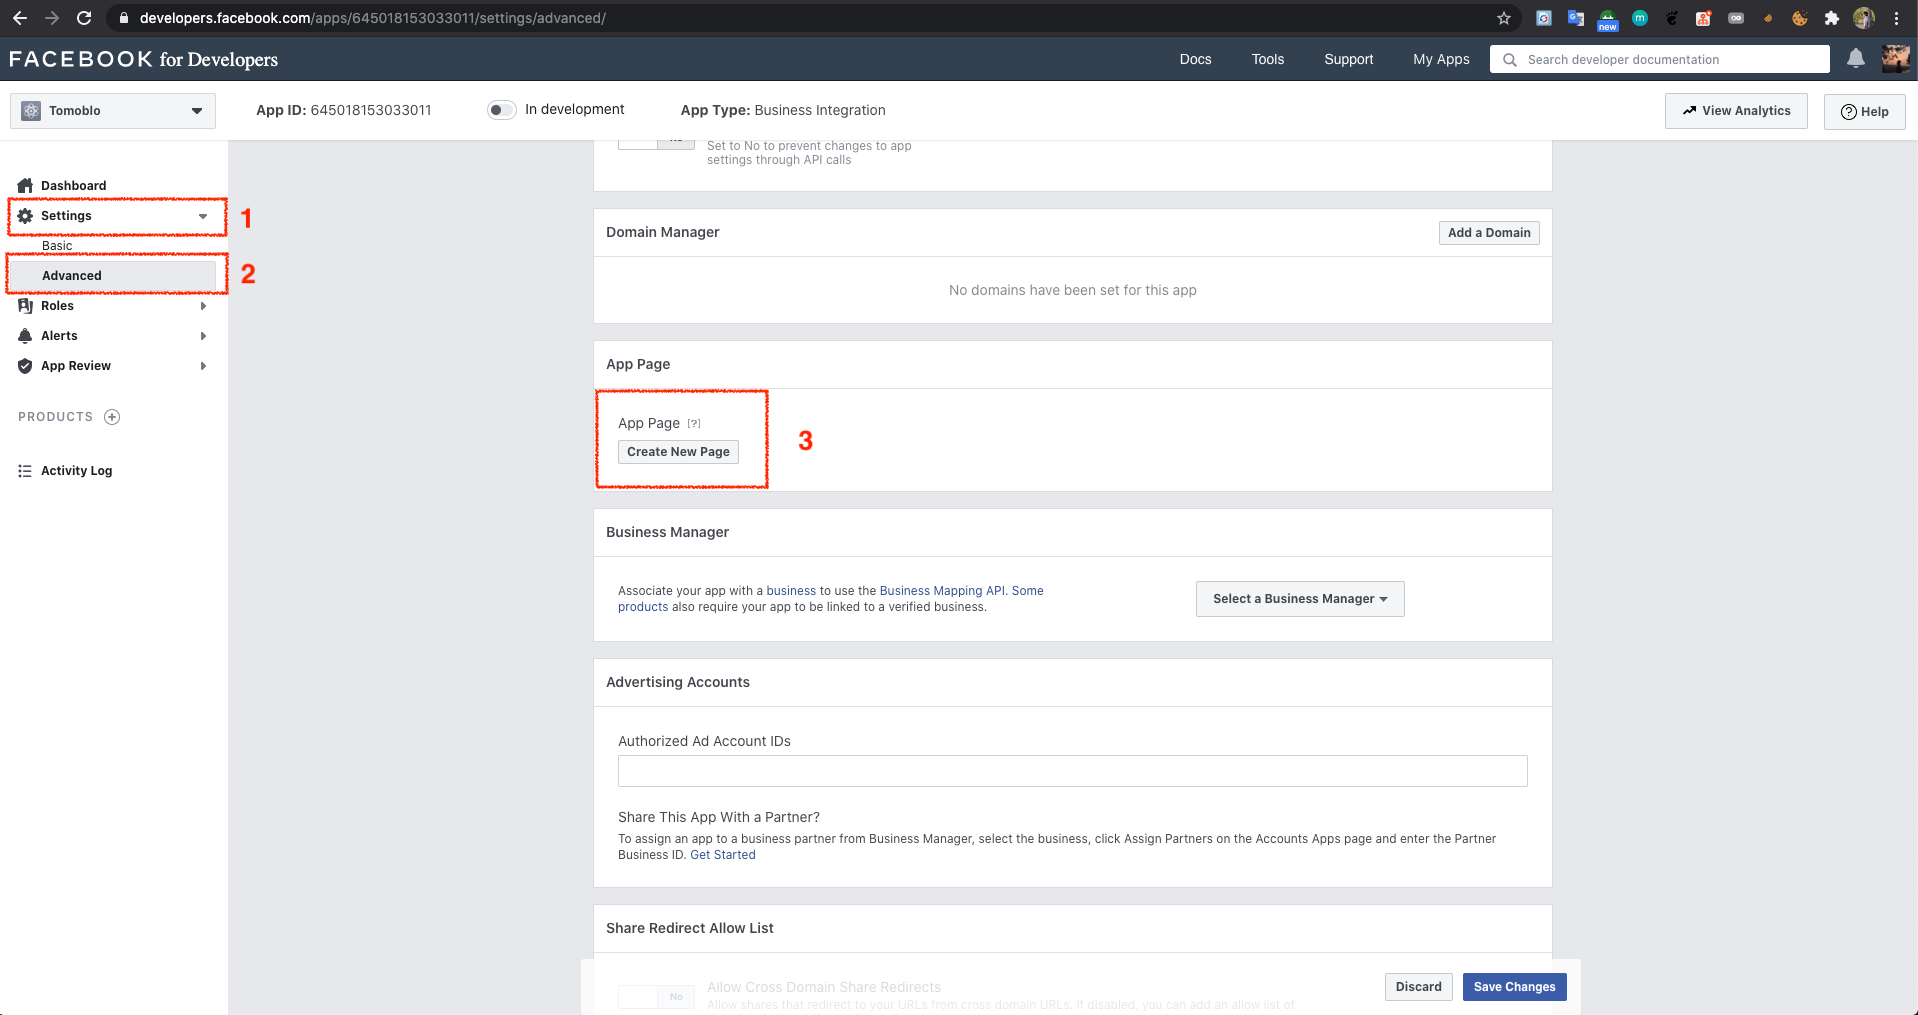 developers.facebook.com/apps/645018153033011/settings/advanced/
new
m
FACEBOOK for Developers
Docs Tools Support My Apps Search developer documentation
Tomoblo
App ID: 645018153033011 In development App Type: Business Integration
View Analytics
Help
Dashboard
Settings
1
Basic
Advanced
2
Roles
Alerts
App Review
PRODUCTS
Activity Log
No
Set to No to prevent changes to app
settings through API calls
Domain Manager
Add a Domain
No domains have been set for this app
App Page
App Page [?]
Create New Page
3
Business Manager
Associate your app with a business to use the Business Mapping API. Some
products also require your app to be linked to a verified business.
Select a Business Manager
Advertising Accounts
Authorized Ad Account IDs
Share This App With a Partner?
To assign an app to a business partner from Business Manager, select the business, click Assign Partners on the Accounts Apps page and enter the Partner
Business ID. Get Started
Share Redirect Allow List
No
Allow Cross Domain Share Redirects
Allow shares that redirect to your URLs from cross domain URLs. If disabled, you can add an allow list of
Discard
Save Changes